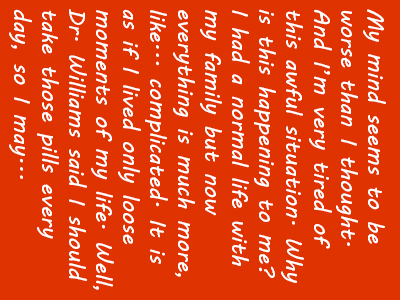 My mind seems to be
worse than I thought.
And I'm very tired of
this awful situation. Why
is this happening to me?
I had a normal life with
my family but now
everything is much more,
like... complicated. It is
as if I lived only loose
moments of my life. Well,
Dr. Williams said I should
take those pills every
day, so I may...